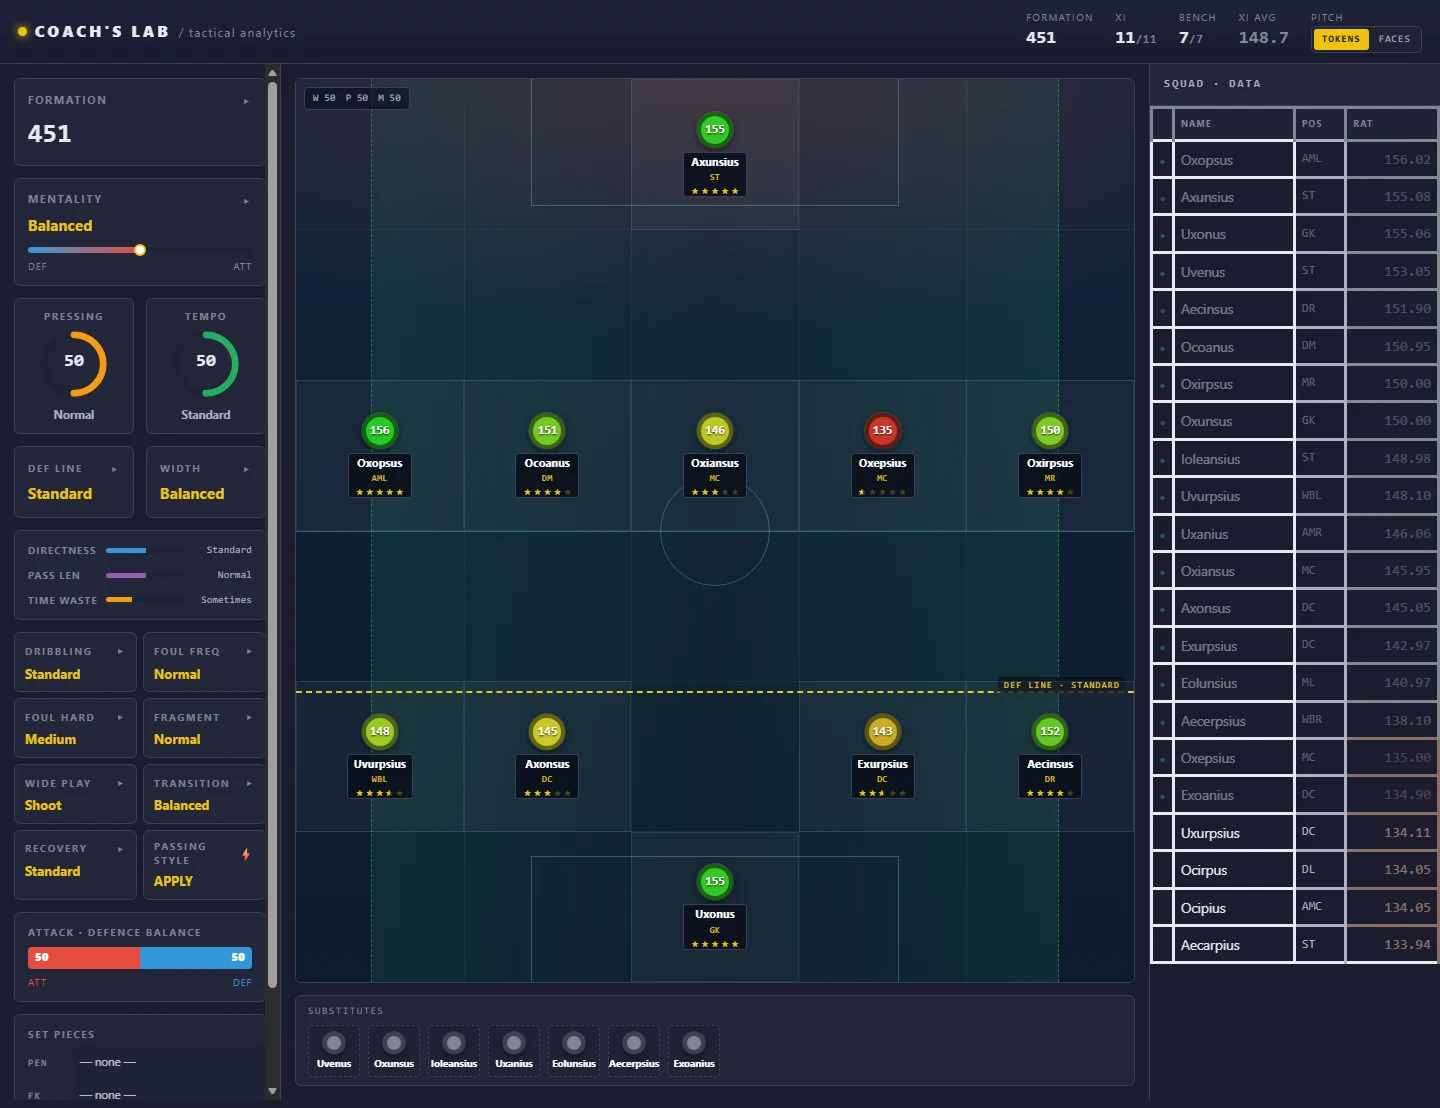 COACH'S LAB / tactical analytics
FORMATION
451
XI
11/11
BENCH
7/7
XI AVG
148.7
PITCH
TOKENS FACES
FORMATION
451
MENTALITY
Balanced
DEF ATT
PRESSING
50
Normal
TEMPO
50
Standard
DEF LINE
Standard
WIDTH
Balanced
DIRECTNESS Standard
PASS LEN Normal
TIME WASTE Sometimes
DRIBBLING
Standard
FOUL FREQ
Normal
FOUL HARD
Medium
FRAGMENT
Normal
WIDE PLAY
Shoot
TRANSITION
Balanced
RECOVERY
Standard
PASSING STYLE
APPLY
ATTACK · DEFENCE BALANCE
50 50
ATT DEF
SET PIECES
PEN — none —
FK — none —
W 50 P 50 M 50
155
Axunsius
ST
156
Oxopsus
AML
151
Ocoanus
DM
146
Oxiansus
MC
135
Oxepsius
MC
150
Oxirpsus
MR
DEF LINE · STANDARD
148
Uvurpsius
WBL
145
Axonsus
DC
143
Exurpsius
DC
152
Aecinsus
DR
155
Uxonus
GK
SUBSTITUTES
Uvenus Oxunsus Ioleansius Uxanius Eolunsius Aecerpsius Exoanius
SQUAD · DATA
NAME POS RAT
Oxopsus AML 156.02
Axunsius ST 155.08
Uxonus GK 155.06
Uvenus ST 153.05
Aecinsus DR 151.90
Ocoanus DM 150.95
Oxirpsus MR 150.00
Oxunsus GK 150.00
Ioleansius ST 148.98
Uvurpsius WBL 148.10
Uxanius AMR 146.06
Oxiansus MC 145.95
Axonsus DC 145.05
Exurpsius DC 142.97
Eolunsius ML 140.97
Aecerpsius WBR 138.10
Oxepsius MC 135.00
Exoanius DC 134.90
Uxurpsius DC 134.11
Ocirpus DL 134.05
Ocipius AMC 134.05
Aecarpius ST 133.94